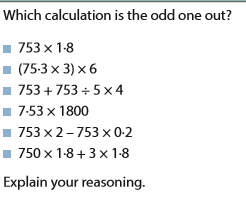 Which calculation is the odd one out?
753 × 1·8
(75·3 × 3) × 6
753 + 753 ÷ 5 × 4
7·53 × 1800
753 × 2 – 753 × 0·2
750 × 1·8 + 3 × 1·8
Explain your reasoning.